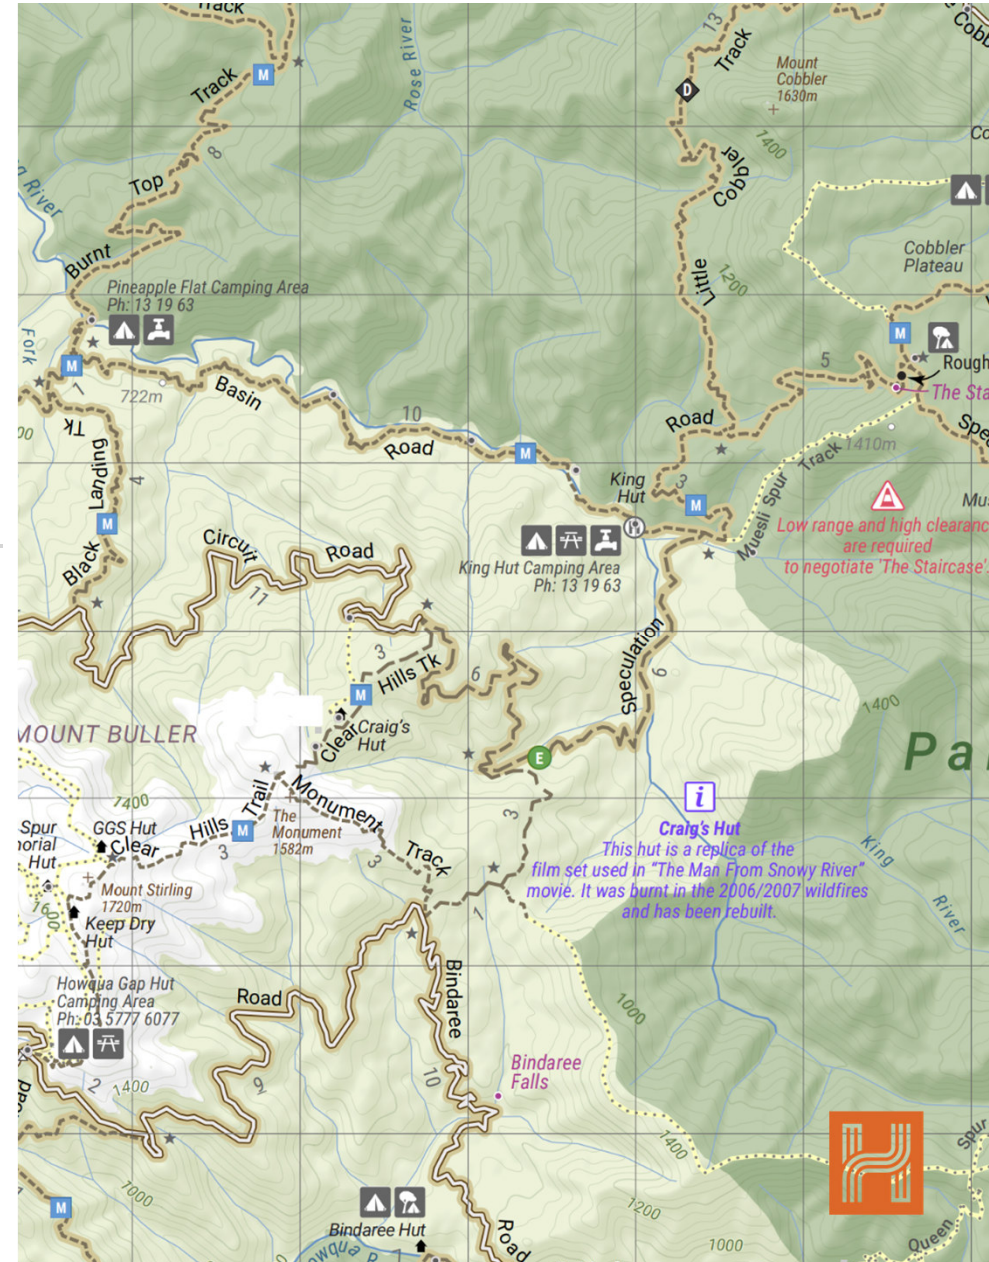 Track
13
Track
Mount
Cobbler
1630m
M
D
Rose River
Track
8
1400
Top
Little
Cobbler
River
Burnt
Cobbler
Plateau
1200
Pineapple Flat Camping Area
Ph: 13 19 63
M
Fork
M
5
Rough
1
722m
Basin
The Sta
10
Road
Road
Spe
Tk
Track
1410m
M
Landing
4
King
Hut
3
M
Muesli Spur
Mus
M
Low range and high clearanc
are required
to negotiate 'The Staircase'.
Circuit
Road
King Hut Camping Area
Ph: 13 19 63
Black
11
3
Hills Tk
6
Speculation
6
M
1400
MOUNT BULLER
Clear
Craig's
Hut
E
Pa
Trail
Monument
i
1400
The
Monument
1582m
3
Craig's Hut
This hut is a replica of the
film set used in "The Man From Snowy River"
movie. It was burnt in the 2006/2007 wildfires
and has been rebuilt.
Spur
orial
Hut
GGS Hut
Clear
Hills
M
3
3
Track
King
River
Mount Stirling
1720m
1600
Keep Dry
Hut
1
Howqua Gap Hut
Camping Area
Ph: 03 5777 6077
Road
Bindaree
1000
2
1400
9
10
Bindaree
Falls
oad
1400
Spur
1000
M
1200
Bindaree Hut
Road
1000
Queen
owqua R